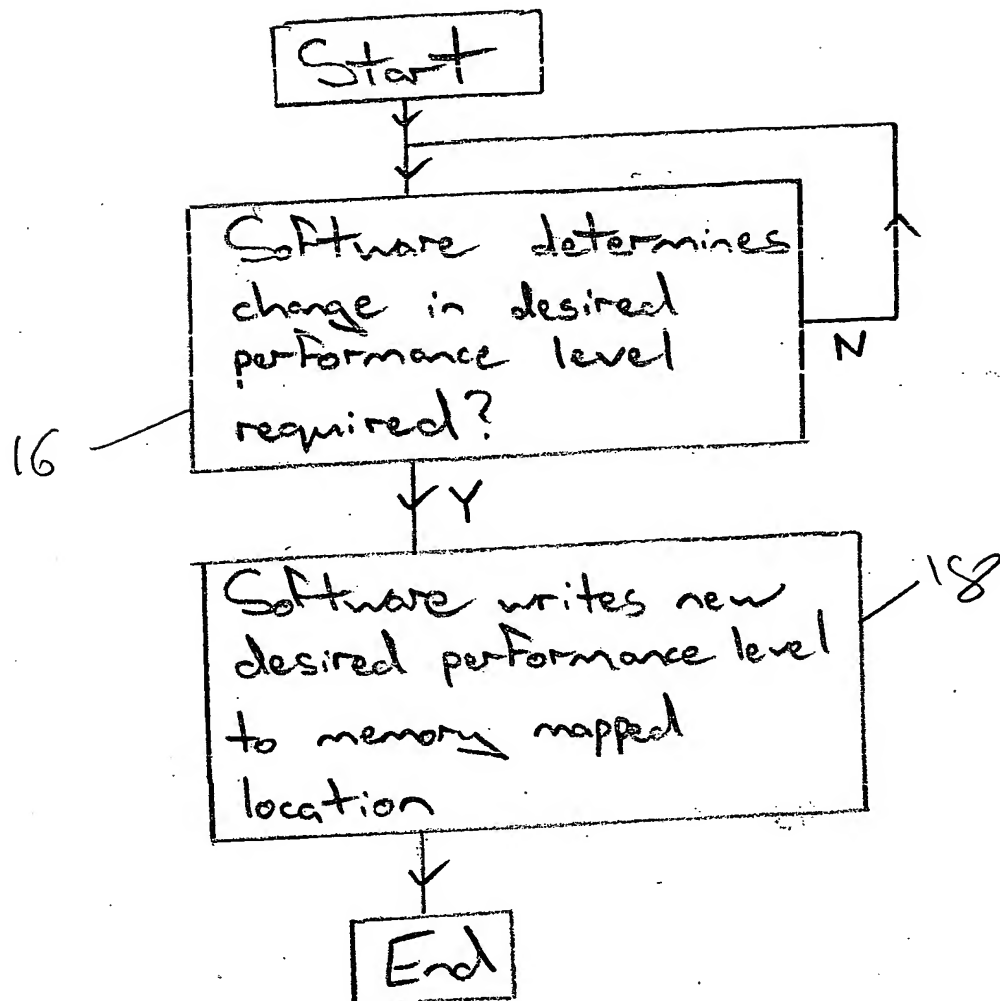 Start
Software determines
change in desired
performance level
required?
N
16
Y
Software writes new
desired performance level
to memory mapped
location
18
End